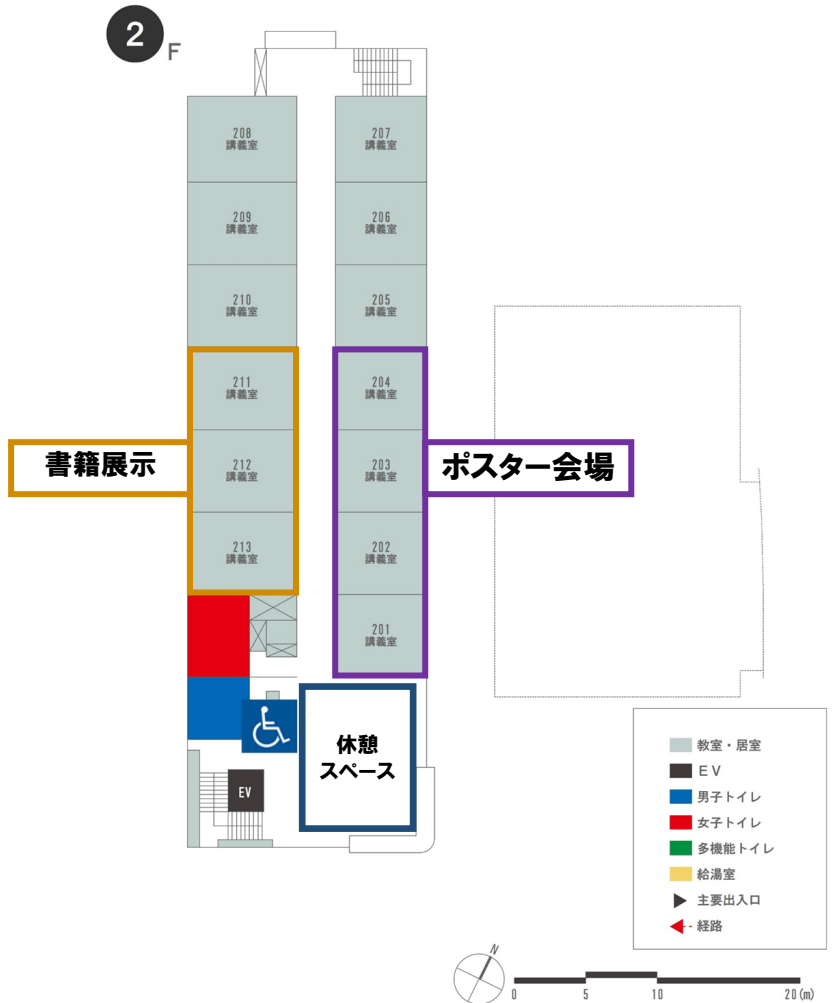 2F
208
講義室
207
講義室
209
講義室
206
講義室
210
講義室
205
講義室
211
講義室
204
講義室
書籍展示
212
講義室
203
講義室
ポスター会場
213
講義室
202
講義室
201
講義室
休憩
スペース
EV
教室・居室
EV
男子トイレ
女子トイレ
多機能トイレ
給湯室
主要出入口
経路
N
0 5 10 20(m)